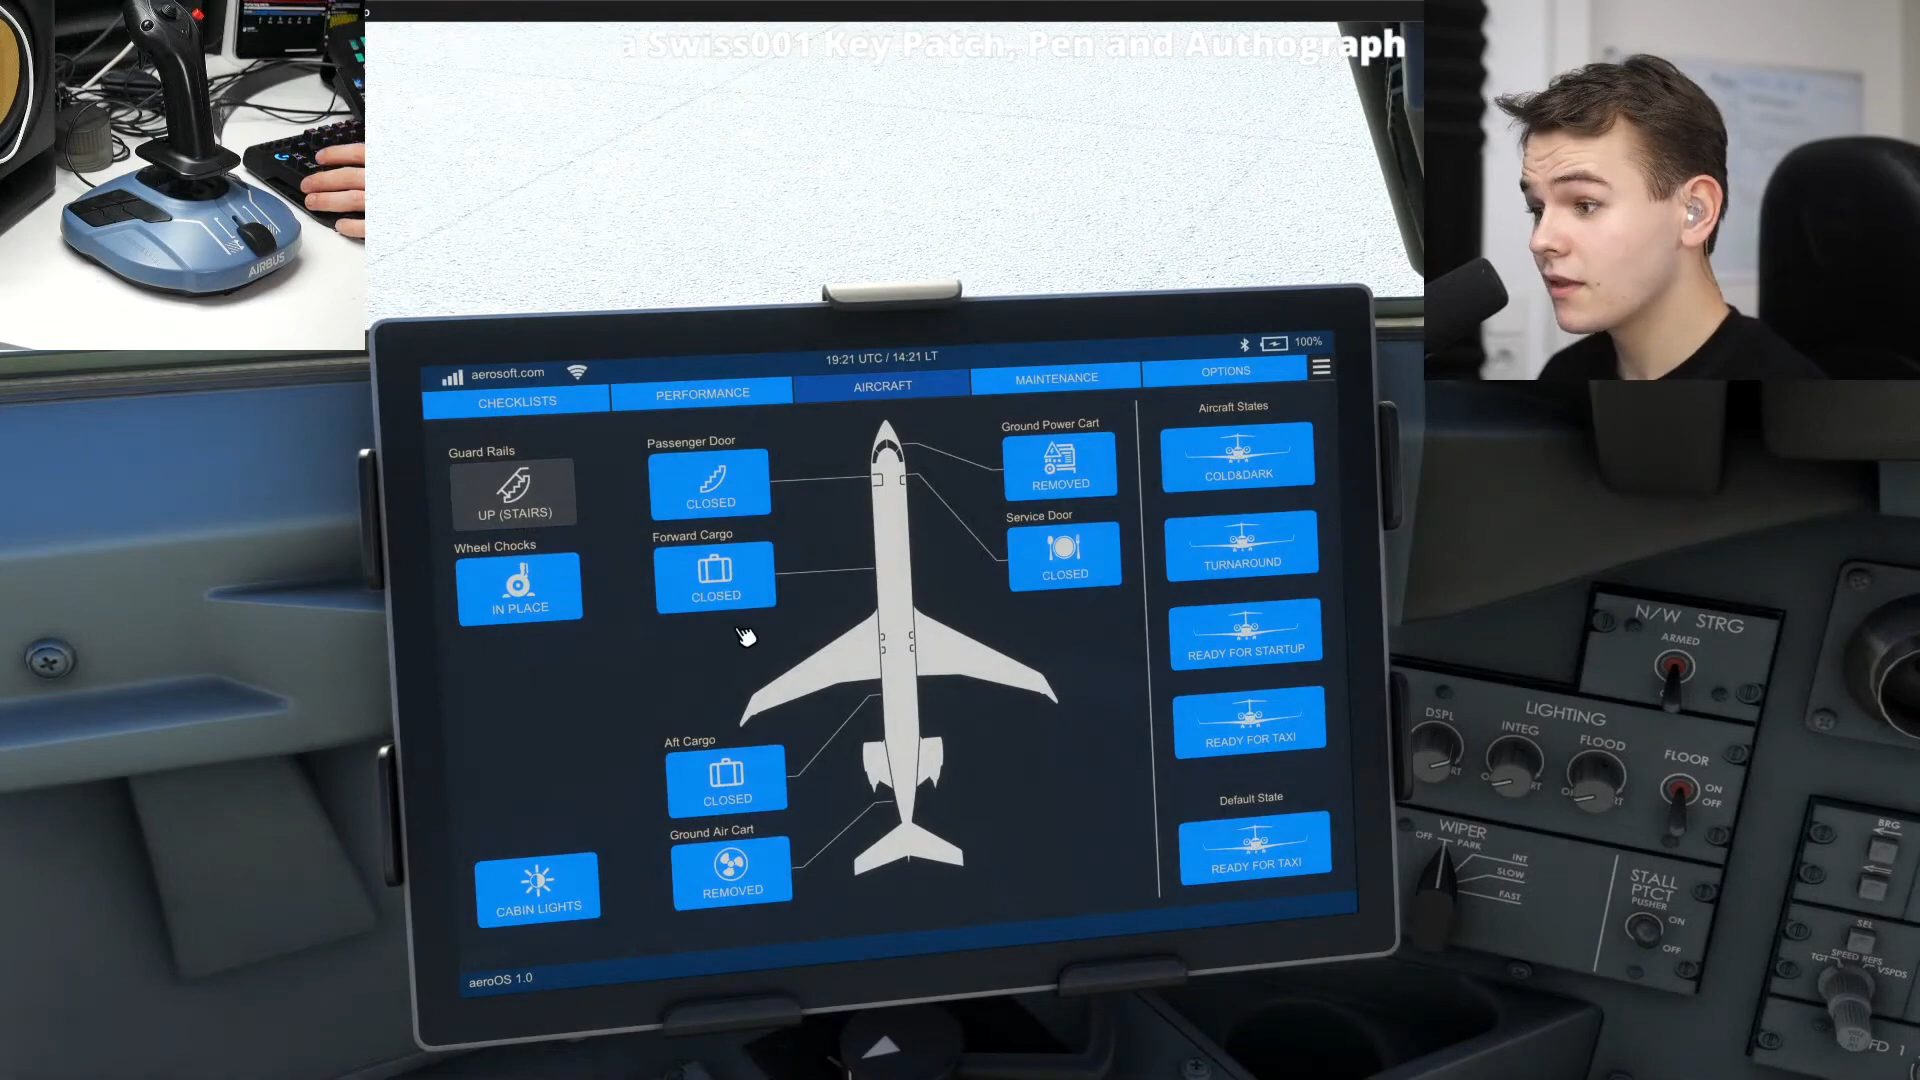 a Swiss001 Key Patch, Pen and Authograph
AIRBUS
aerosoft.com
19:21 UTC / 14:21 LT
100%
CHECKLISTS
PERFORMANCE
AIRCRAFT
MAINTENANCE
OPTIONS
Guard Rails
UP (STAIRS)
Wheel Chocks
IN PLACE
CABIN LIGHTS
Passenger Door
CLOSED
Forward Cargo
CLOSED
Aft Cargo
CLOSED
Ground Air Cart
REMOVED
Ground Power Cart
REMOVED
Service Door
CLOSED
Aircraft States
COLD&DARK
TURNAROUND
READY FOR STARTUP
READY FOR TAXI
Default State
READY FOR TAXI
aeroOS 1.0
N/W STRG
ARMED
LIGHTING
DSPL
INTEG
FLOOD
FLOOR
ON
OFF
WIPER
OFF
PARK
INT
SLOW
FAST
STALL
PTCT
PUSHER
ON
OFF
BRG
SEL
SPEED REFS
TGT
VSPDS
FD 1